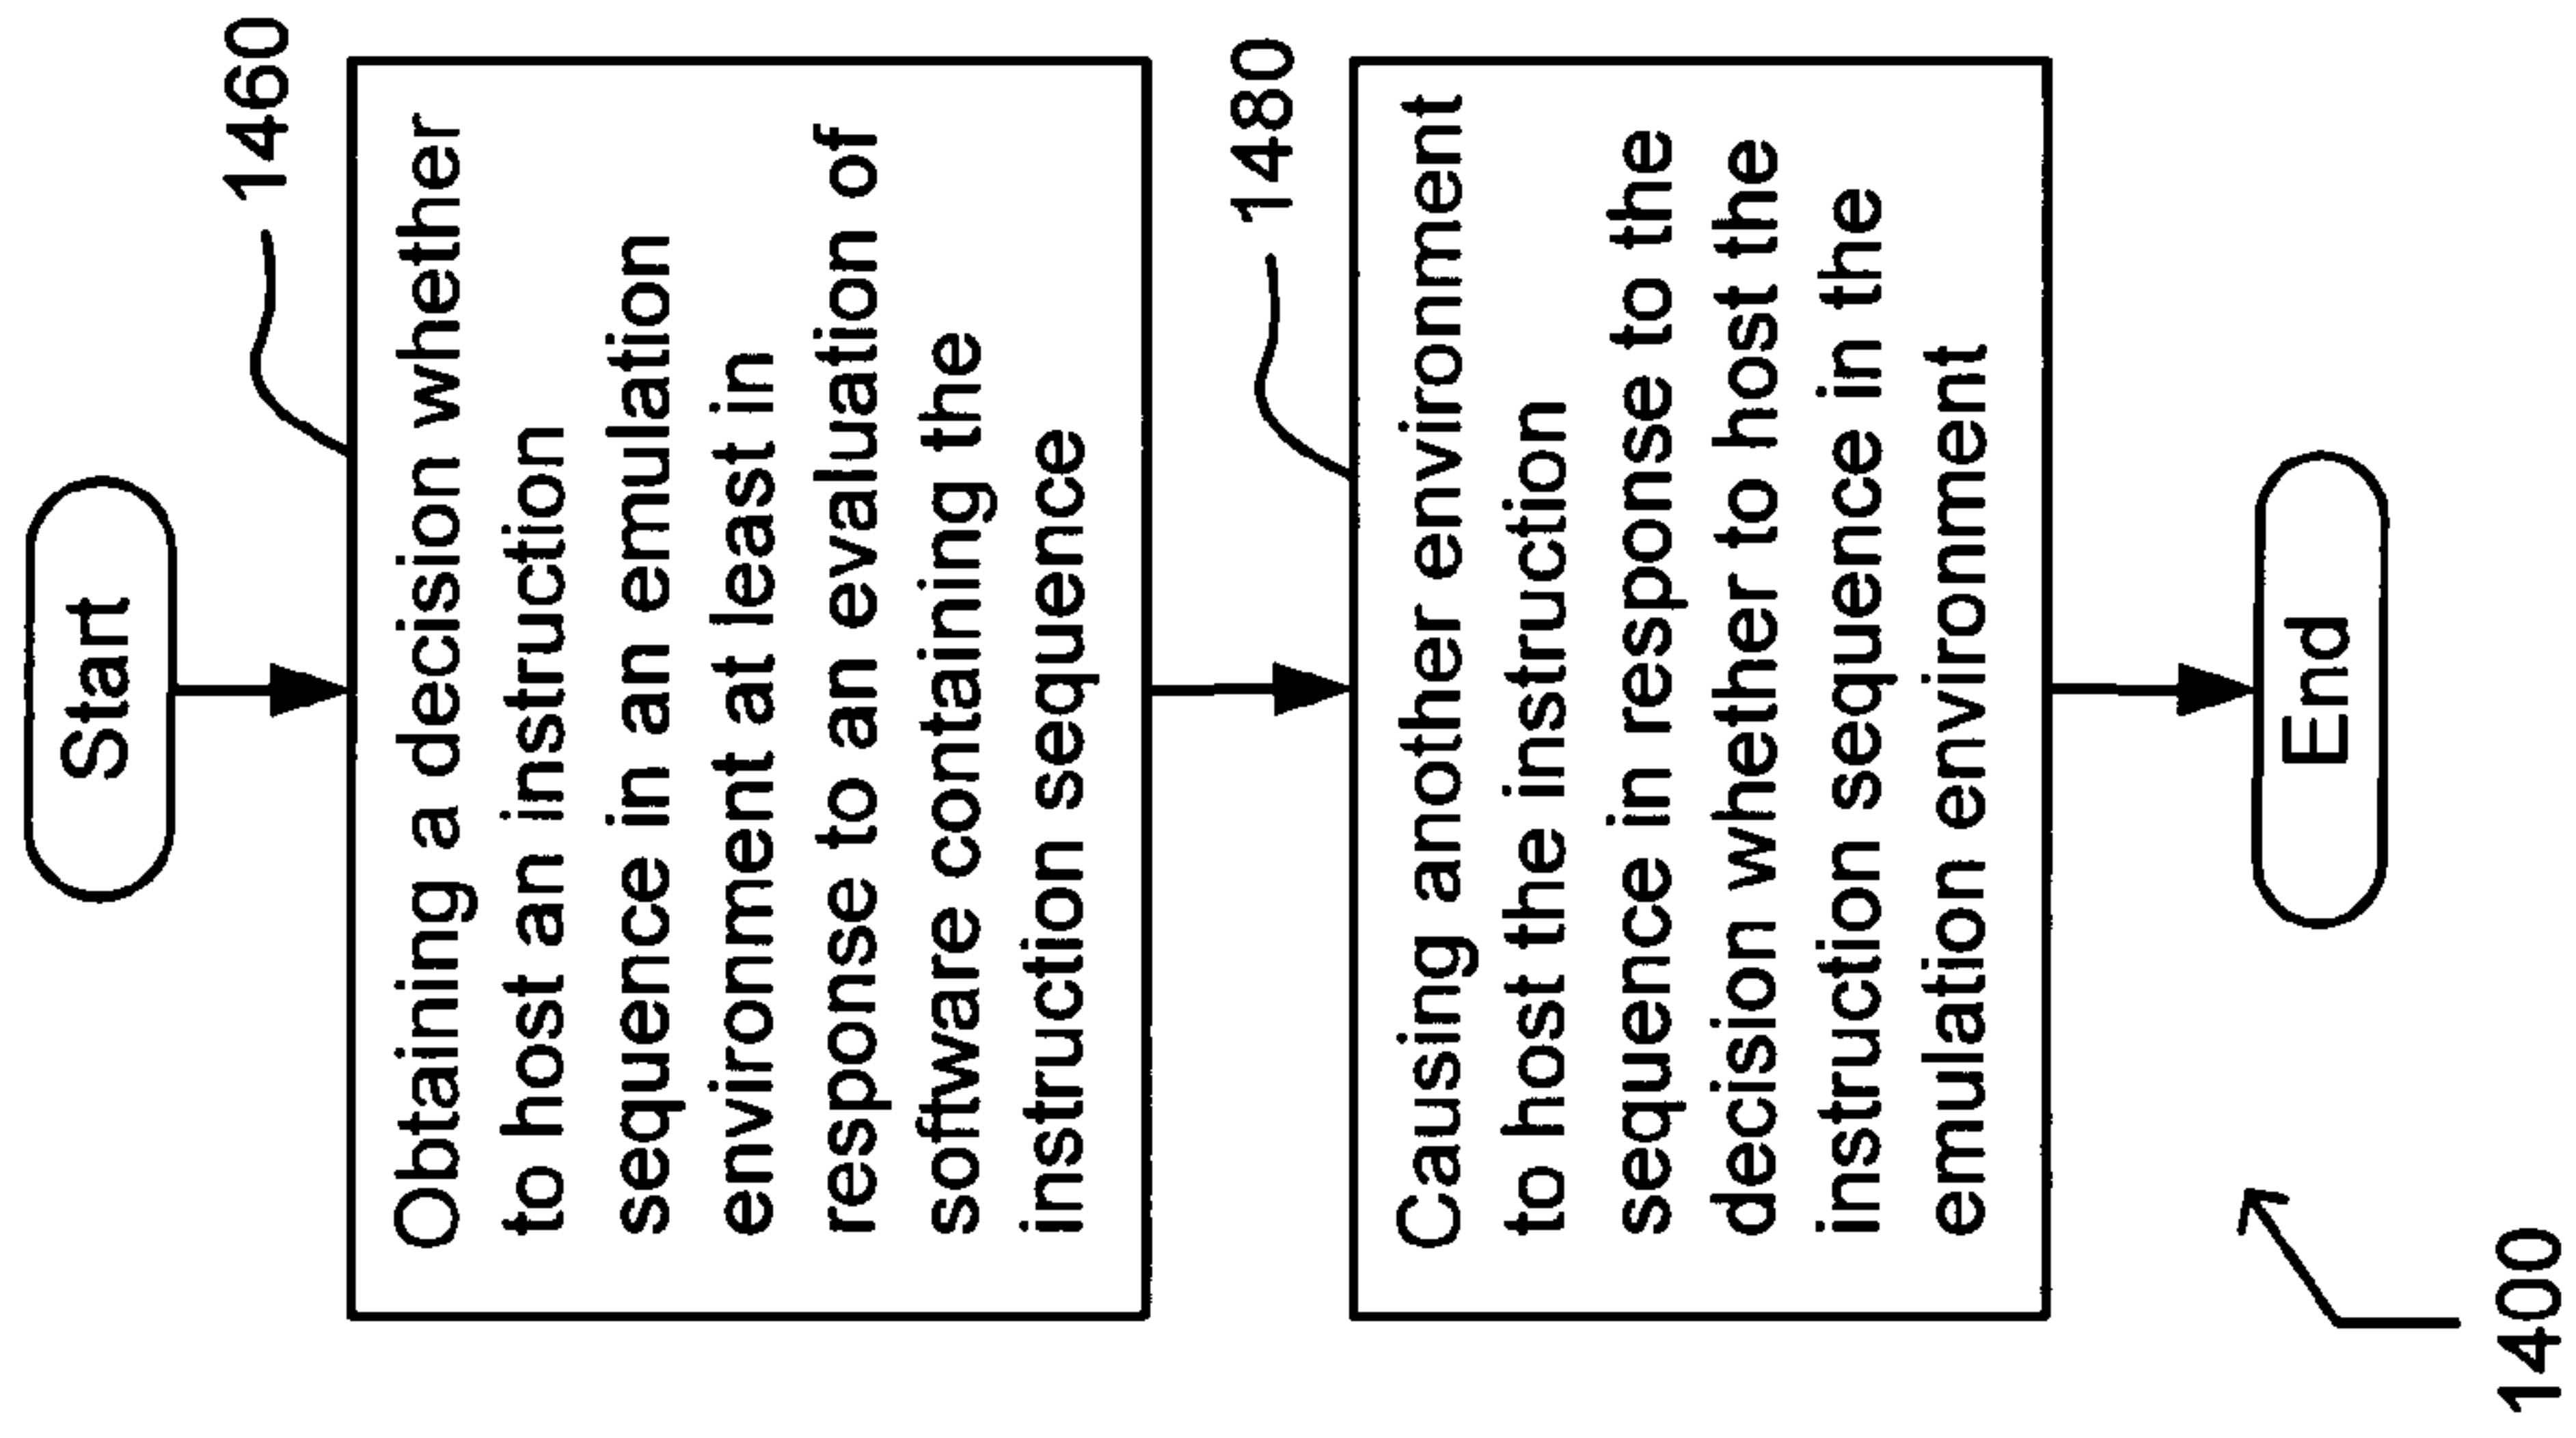 Start
1460
Obtaining a decision whether
to host an instruction
sequence in an emulation
environment at least in
response to an evaluation of
software containing the
instruction sequence
1480
Causing another environment
to host the instruction
sequence in response to the
decision whether to host the
instruction sequence in the
emulation environment
End
1400